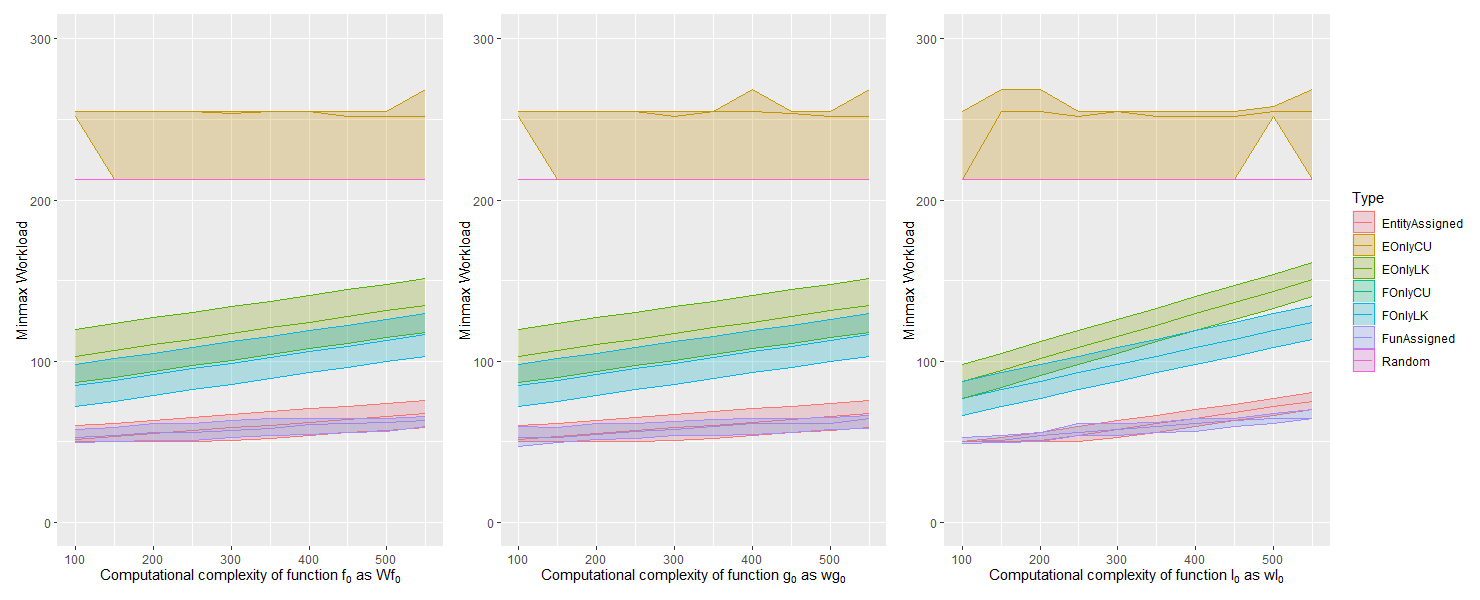 300
200
100
0
Minmax Workload
100 200 300 400 500
Computational complexity of function f₀ as Wf₀
300
200
100
0
Minmax Workload
100 200 300 400 500
Computational complexity of function g₀ as wg₀
300
200
100
0
Minmax Workload
100 200 300 400 500
Computational complexity of function l₀ as wl₀
Type
EntityAssigned
EOnlyCU
EOnlyLK
FOnlyCU
FOnlyLK
FunAssigned
Random